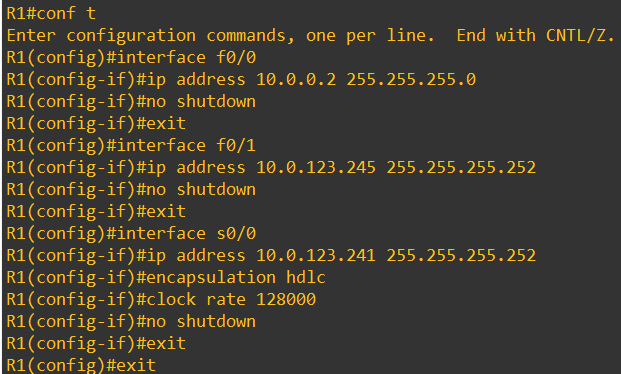 R1#conf t
Enter configuration commands, one per line.  End with CNTL/Z.
R1(config)#interface f0/0
R1(config-if)#ip address 10.0.0.2 255.255.255.0
R1(config-if)#no shutdown
R1(config-if)#exit
R1(config)#interface f0/1
R1(config-if)#ip address 10.0.123.245 255.255.255.252
R1(config-if)#no shutdown
R1(config-if)#exit
R1(config)#interface s0/0
R1(config-if)#ip address 10.0.123.241 255.255.255.252
R1(config-if)#encapsulation hdlc
R1(config-if)#clock rate 128000
R1(config-if)#no shutdown
R1(config-if)#exit
R1(config)#exit